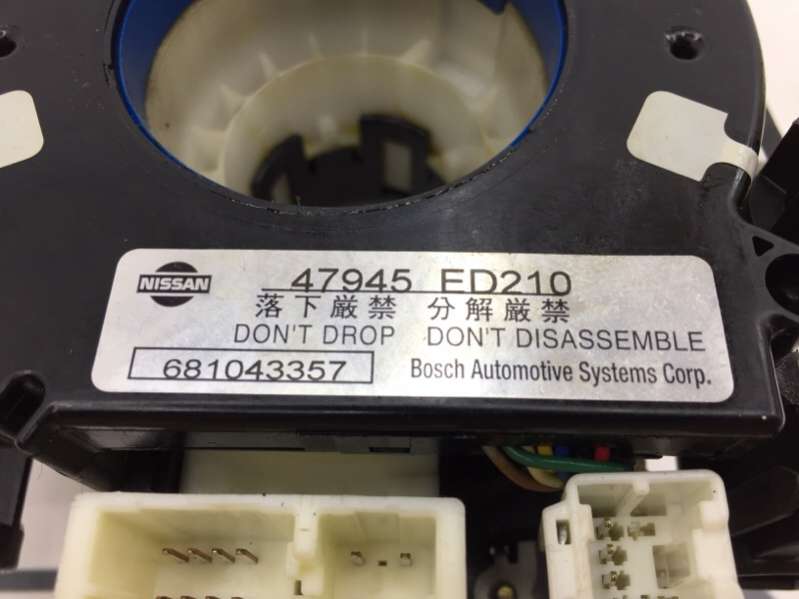 NISSAN 47945 ED210
落下厳禁 分解厳禁
DON'T DROP DON'T DISASSEMBLE
681043357 Bosch Automotive Systems Corp.